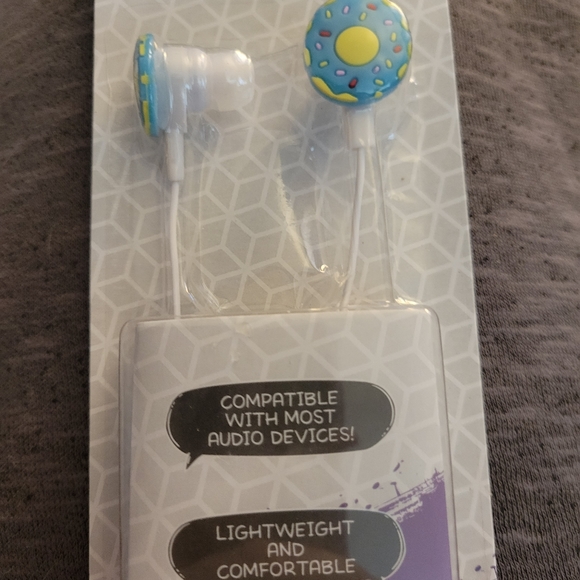 COMPATIBLE
WITH MOST
AUDIO DEVICES!
LIGHTWEIGHT
AND
COMFORTABLE